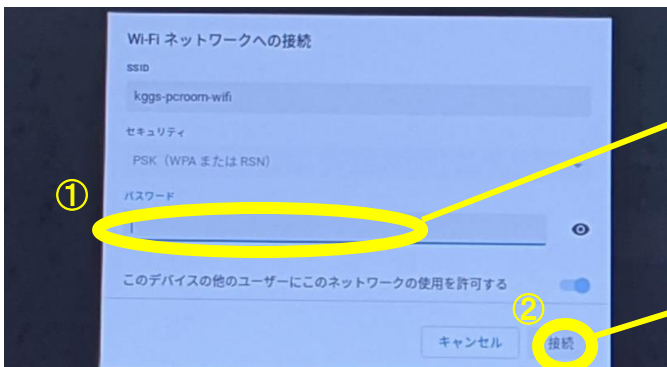 Wi-Fi ネットワークへの接続
SSID
kggs-pcroom-wifi
セキュリティ
PSK（WPA または RSN）
①
パスワード
このデバイスの他のユーザーにこのネットワークの使用を許可する
②
キャンセル
接続